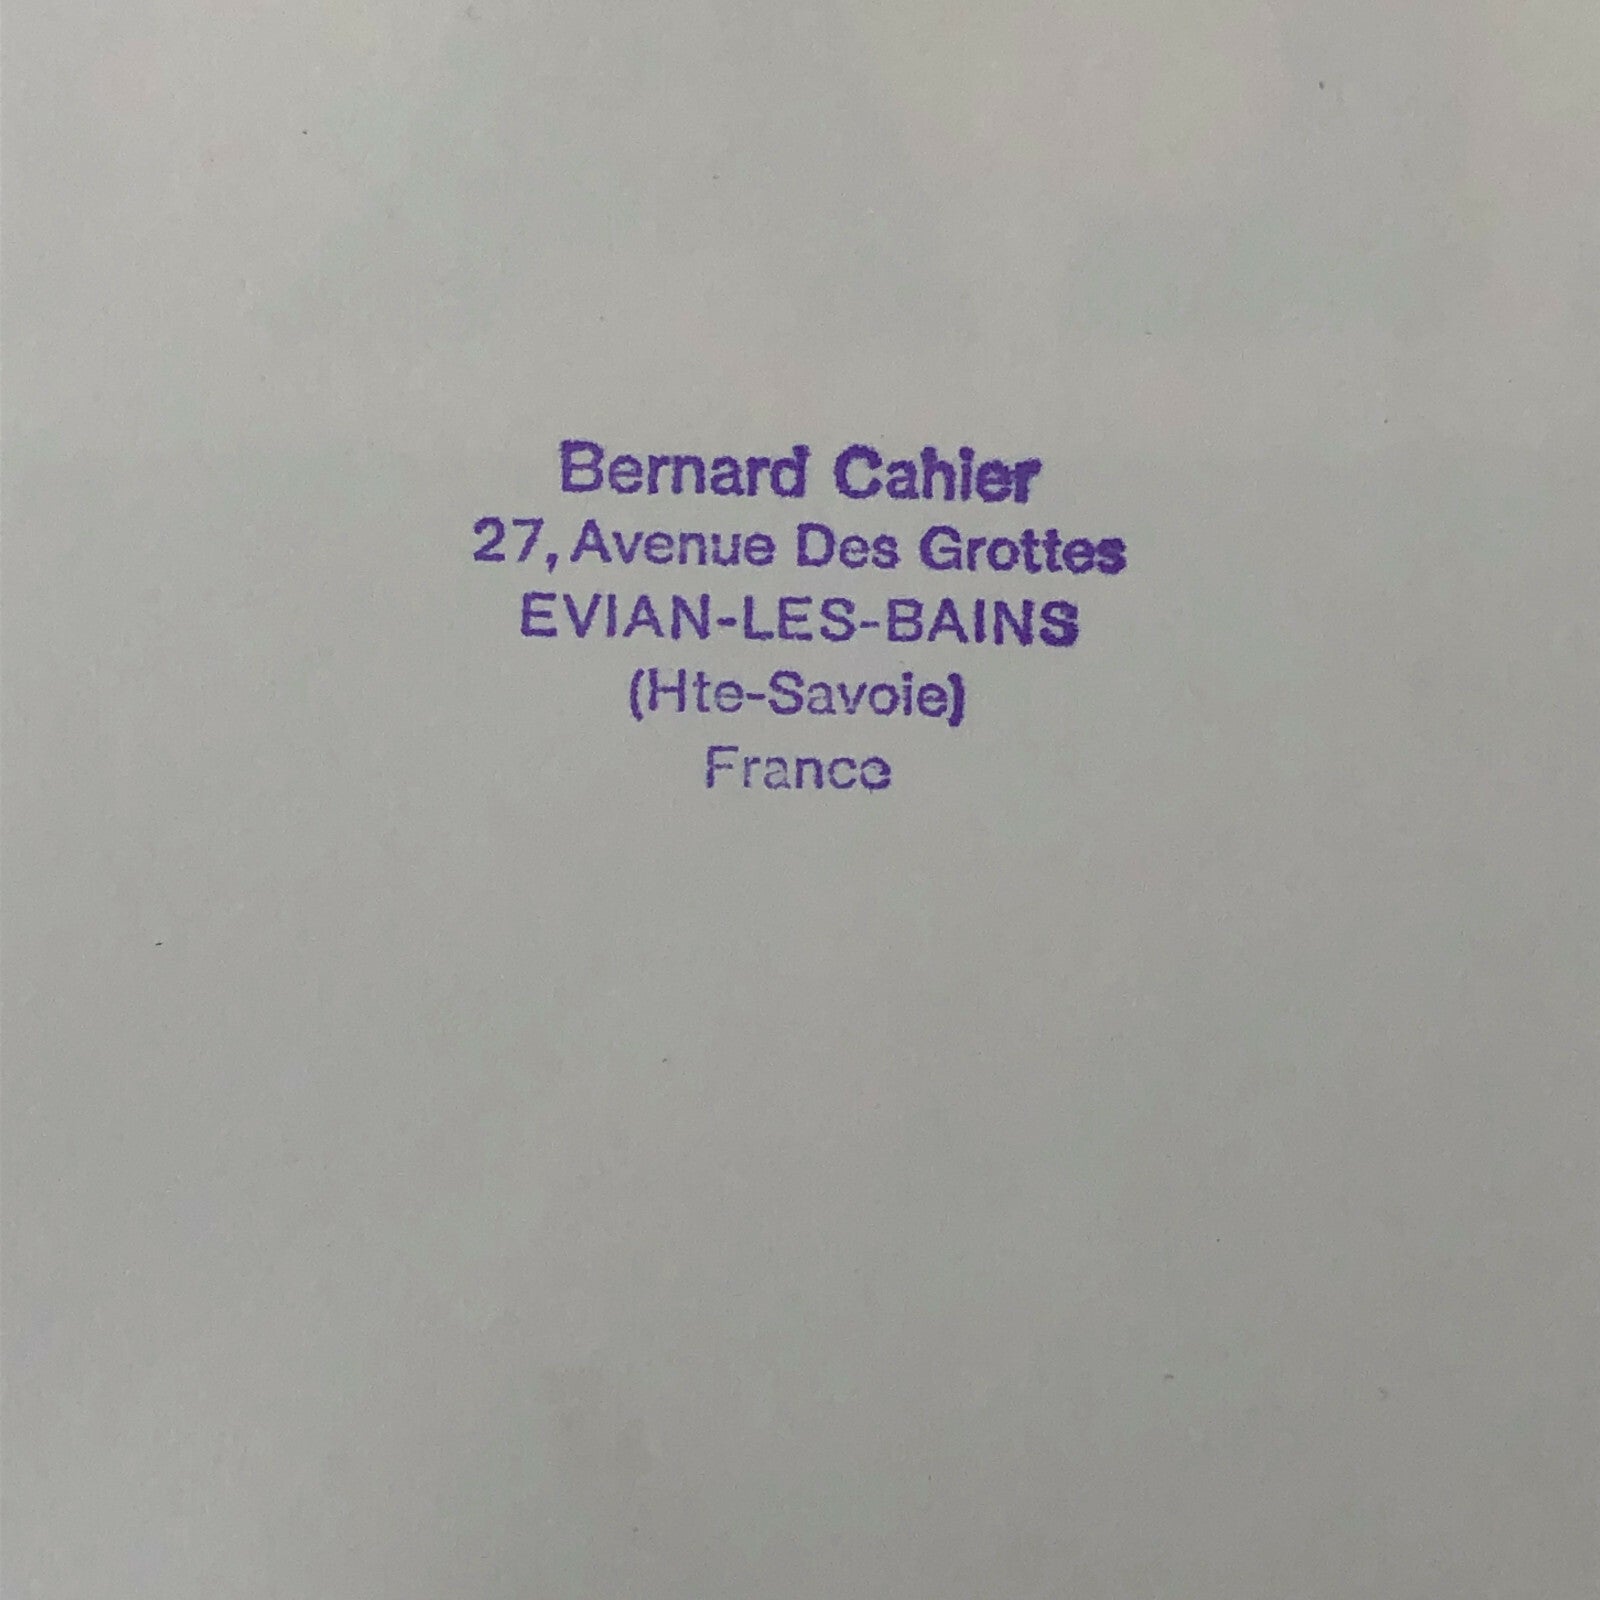 Bernard Cahier
27, Avenue Des Grottes
EVIAN-LES-BAINS
(Hte-Savoie)
France